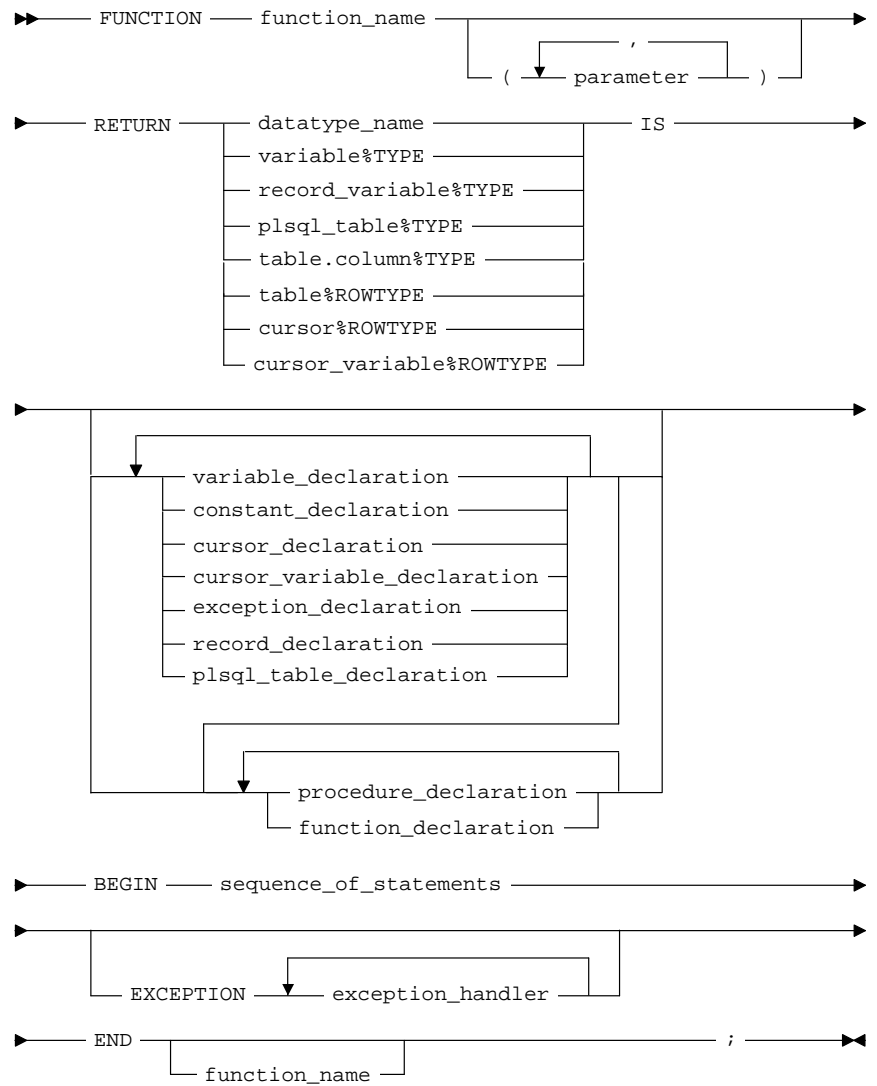 FUNCTION function_name
,
( parameter )
RETURN datatype_name IS
variable%TYPE
record_variable%TYPE
plsql_table%TYPE
table.column%TYPE
table%ROWTYPE
cursor%ROWTYPE
cursor_variable%ROWTYPE
variable_declaration
constant_declaration
cursor_declaration
cursor_variable_declaration
exception_declaration
record_declaration
plsql_table_declaration
procedure_declaration
function_declaration
BEGIN sequence_of_statements
EXCEPTION exception_handler
END ;
function_name